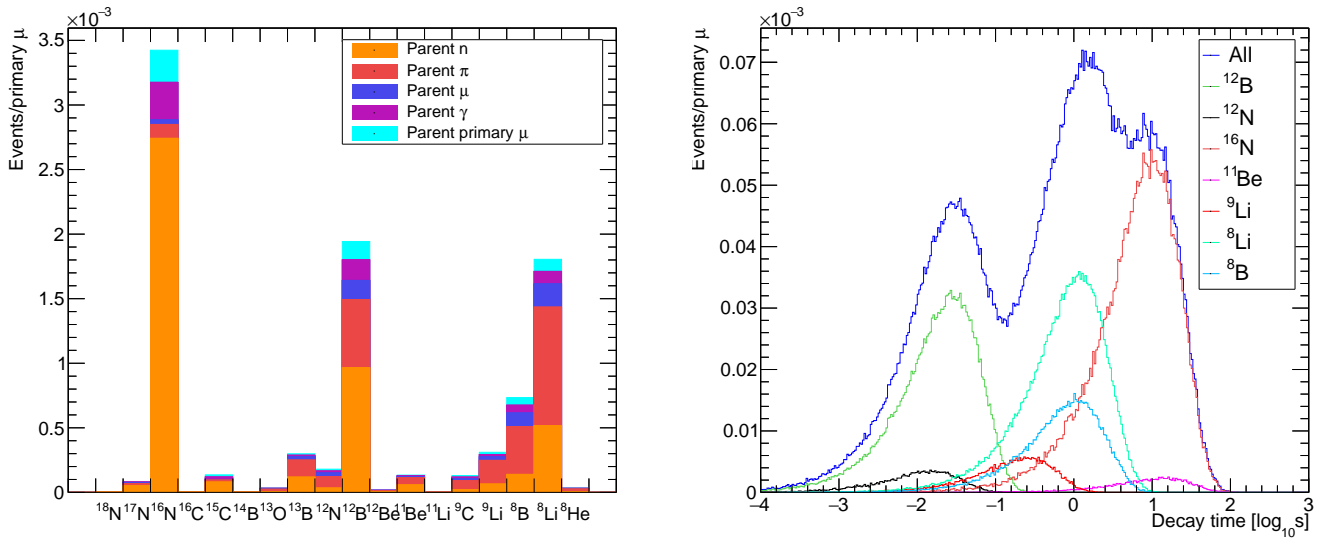 ×10⁻³
Events/primary μ
3.5
3
2.5
2
1.5
1
0.5
0
Parent n
Parent π
Parent μ
Parent γ
Parent primary μ
¹⁸N ¹⁷N ¹⁶N ¹⁶C ¹⁵C ¹⁴B ¹³O ¹³B ¹²N ¹²B ¹²Be ¹¹Be ¹¹Li ⁹C ⁹Li ⁸B ⁸Li ⁸He
×10⁻³
Events/primary μ
0.07
0.06
0.05
0.04
0.03
0.02
0.01
0
All
¹²B
¹²N
¹⁶N
¹¹Be
⁹Li
⁸Li
⁸B
−4 −3 −2 −1 0 1 2 3
Decay time [log₁₀s]